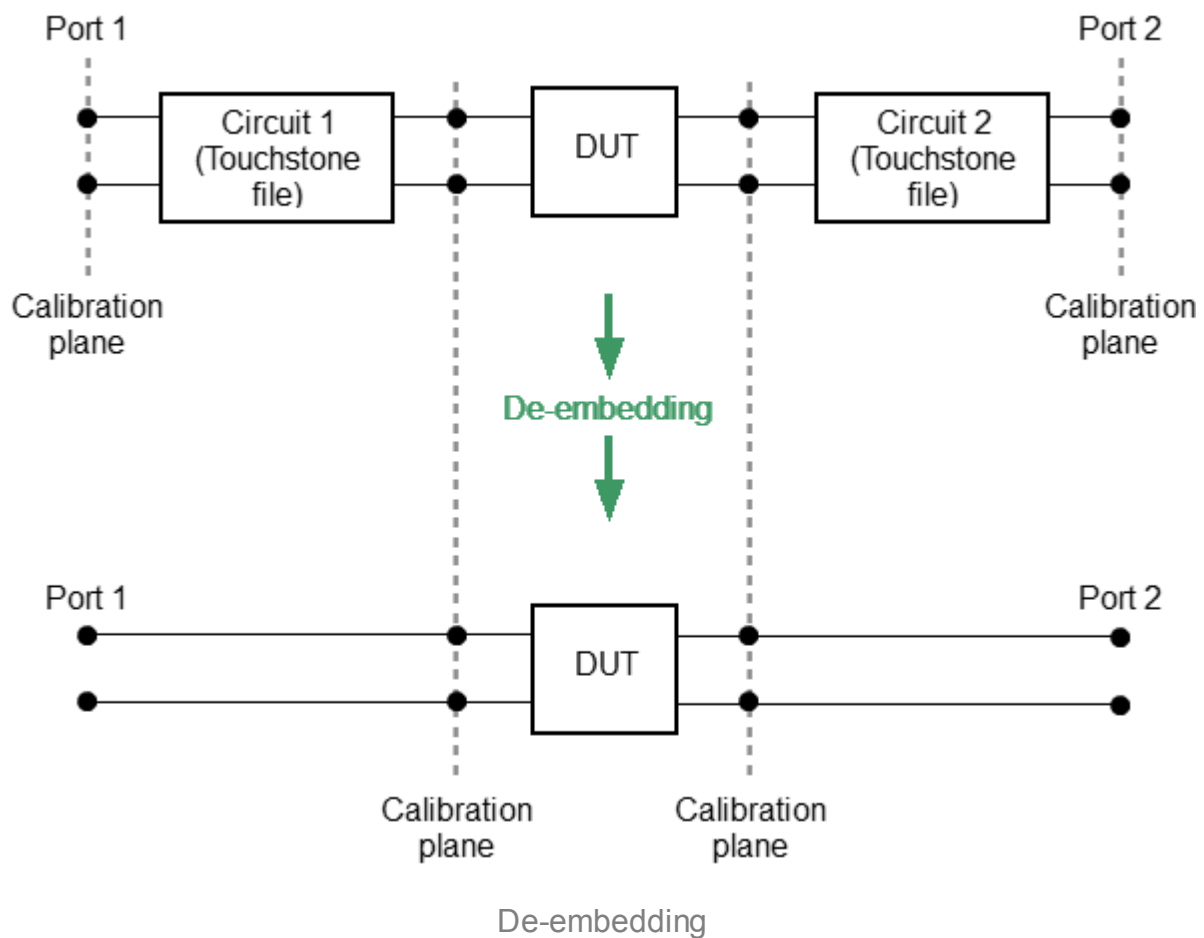 Port 1
Port 2
Circuit 1
(Touchstone
file)
DUT
Circuit 2
(Touchstone
file)
Calibration
plane
Calibration
plane
De-embedding
Port 1
Port 2
DUT
Calibration
plane
Calibration
plane
De-embedding